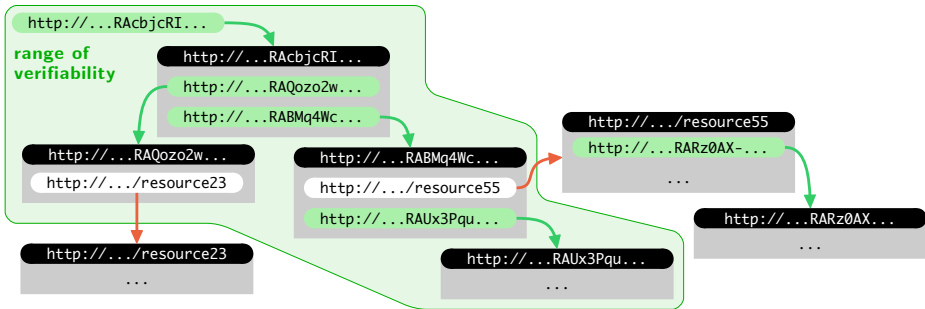 http://...RAcbjcRI...
range of
verifiability
http://...RAcbjcRI...
http://...RAQozo2w...
http://...RABMq4Wc...
http://...RAQozo2w...
http://.../resource23
http://.../resource23
...
http://...RABMq4Wc...
http://.../resource55
http://...RAUx3Pqu...
http://...RAUx3Pqu...
...
http://.../resource55
http://...RARz0AX-...
...
http://...RARz0AX...
...